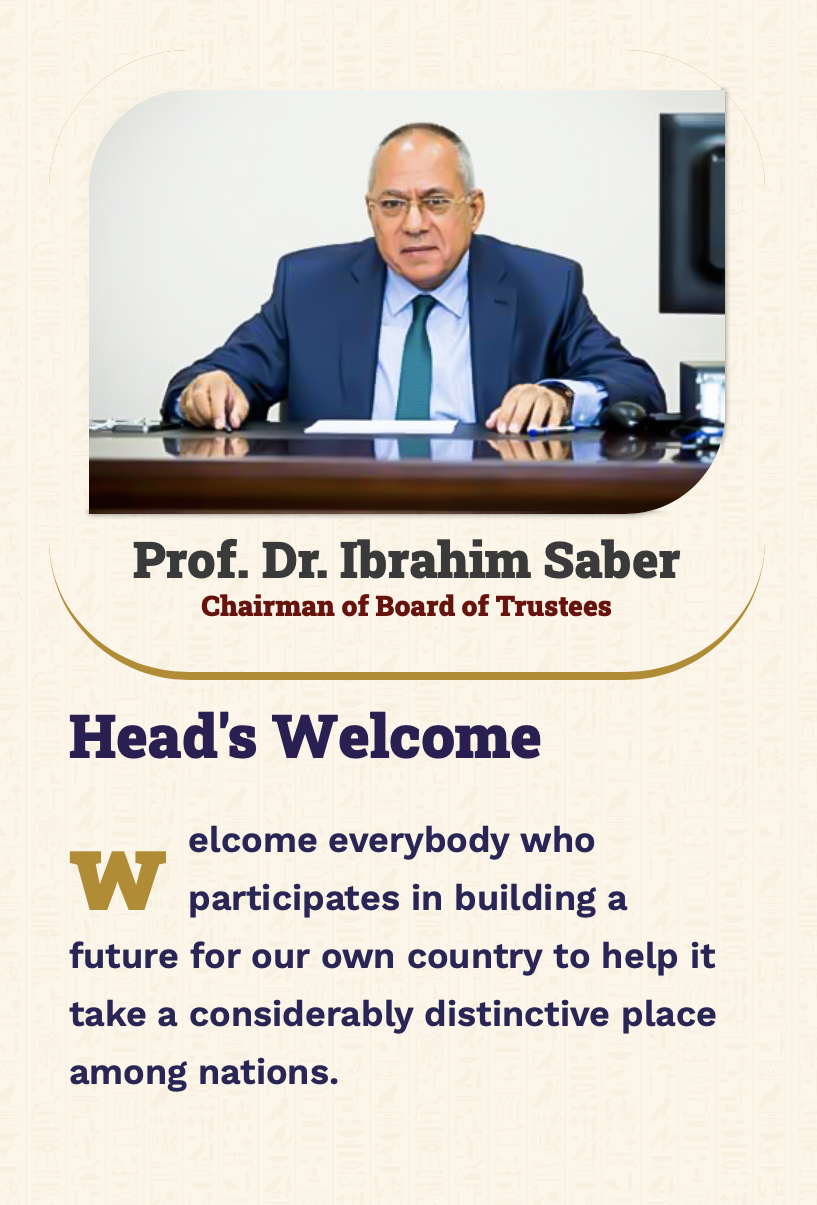 Prof. Dr. Ibrahim Saber
Chairman of Board of Trustees
Head's Welcome
Welcome everybody who
participates in building a
future for our own country to help it
take a considerably distinctive place
among nations.